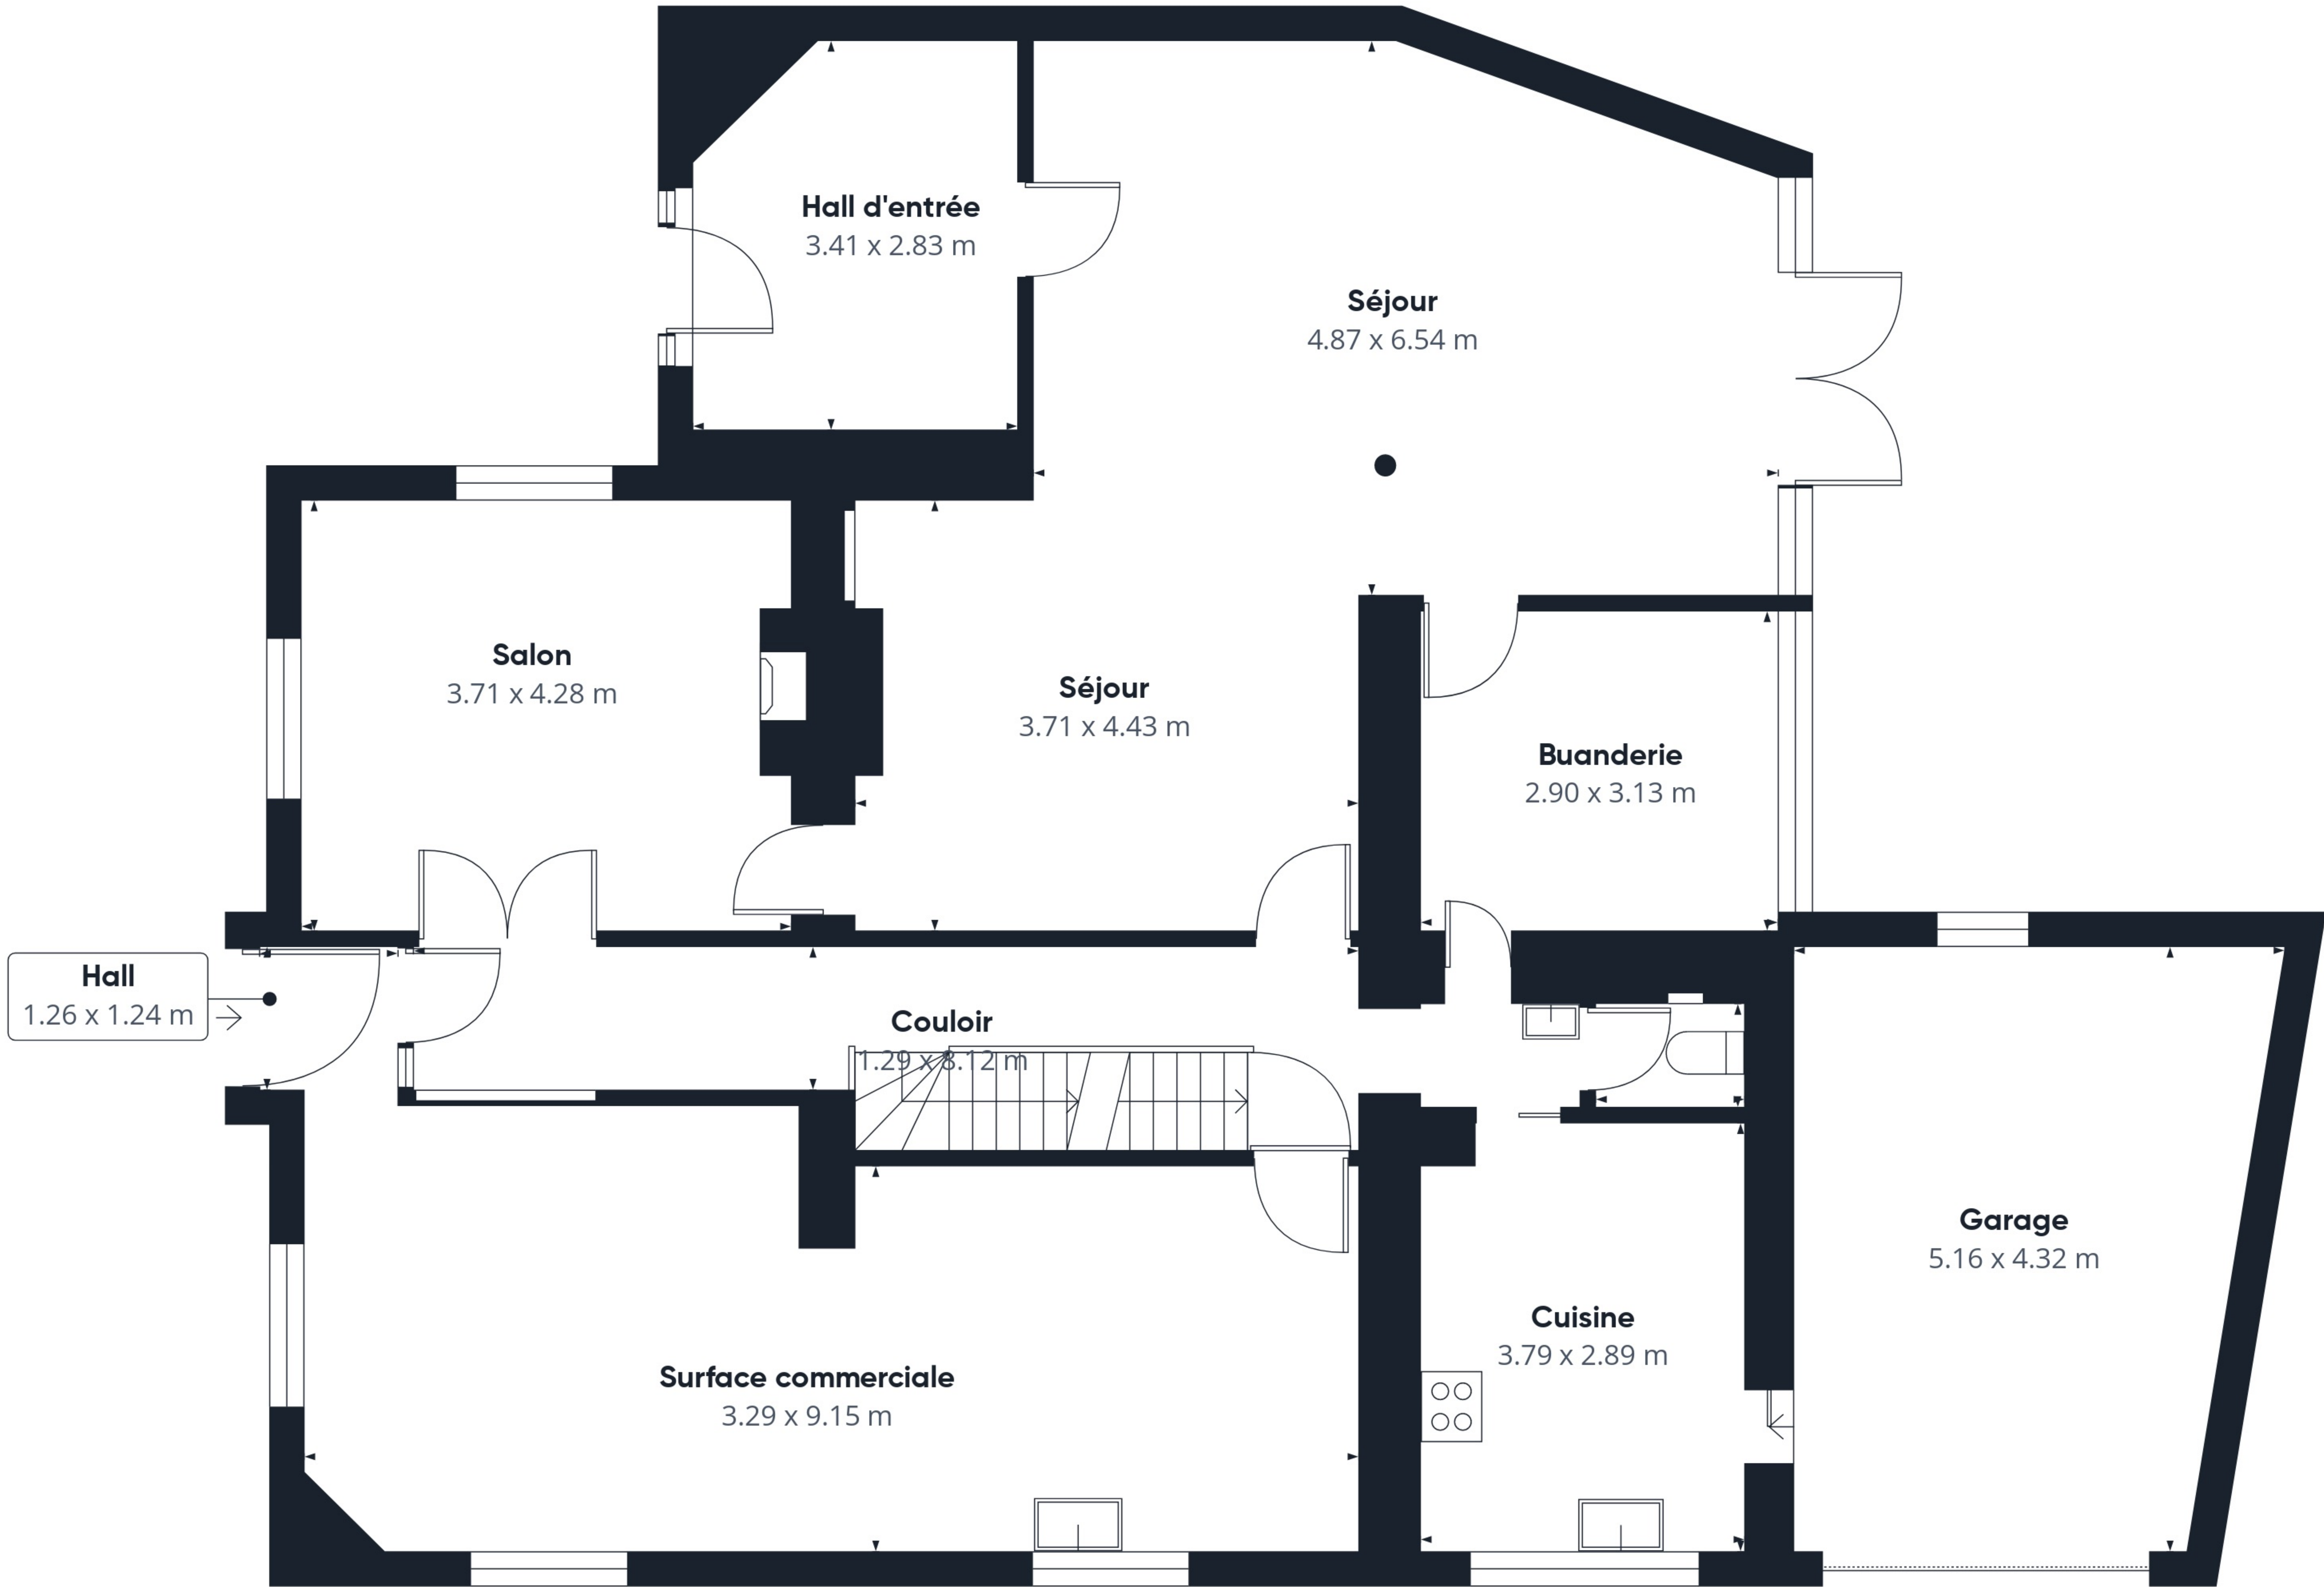 Hall d'entrée
3.41 x 2.83 m
Séjour
4.87 x 6.54 m
Salon
3.71 x 4.28 m
Séjour
3.71 x 4.43 m
Buanderie
2.90 x 3.13 m
Hall
1.26 x 1.24 m
Couloir
1.29 x 8.12 m
Garage
5.16 x 4.32 m
Cuisine
3.79 x 2.89 m
Surface commerciale
3.29 x 9.15 m